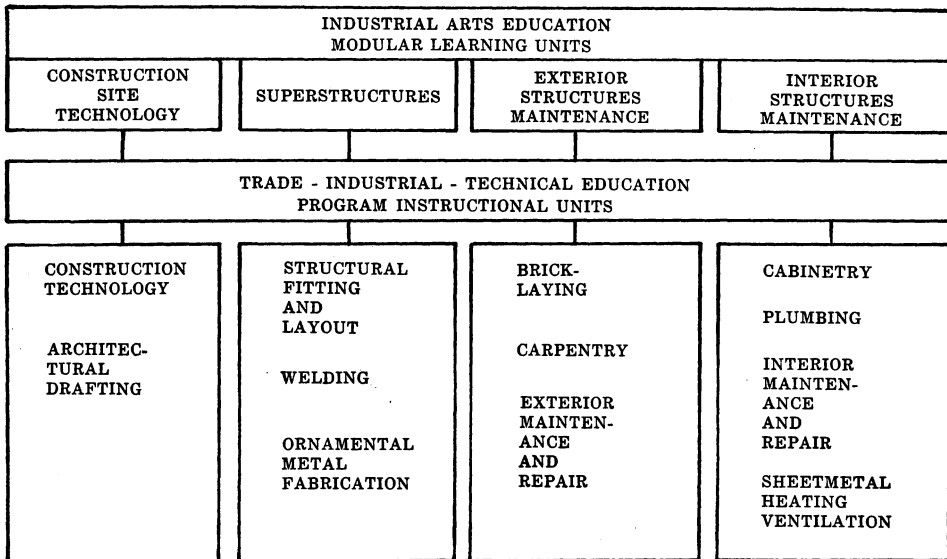 INDUSTRIAL ARTS EDUCATION
MODULAR LEARNING UNITS
CONSTRUCTION
SITE
TECHNOLOGY
SUPERSTRUCTURES
EXTERIOR
STRUCTURES
MAINTENANCE
INTERIOR
STRUCTURES
MAINTENANCE
TRADE - INDUSTRIAL - TECHNICAL EDUCATION
PROGRAM INSTRUCTIONAL UNITS
CONSTRUCTION
TECHNOLOGY
ARCHITEC-
TURAL
DRAFTING
STRUCTURAL
FITTING
AND
LAYOUT
WELDING
ORNAMENTAL
METAL
FABRICATION
BRICK-
LAYING
CARPENTRY
EXTERIOR
MAINTEN-
ANCE
AND
REPAIR
CABINETRY
PLUMBING
INTERIOR
MAINTEN-
ANCE
AND
REPAIR
SHEETMETAL
HEATING
VENTILATION